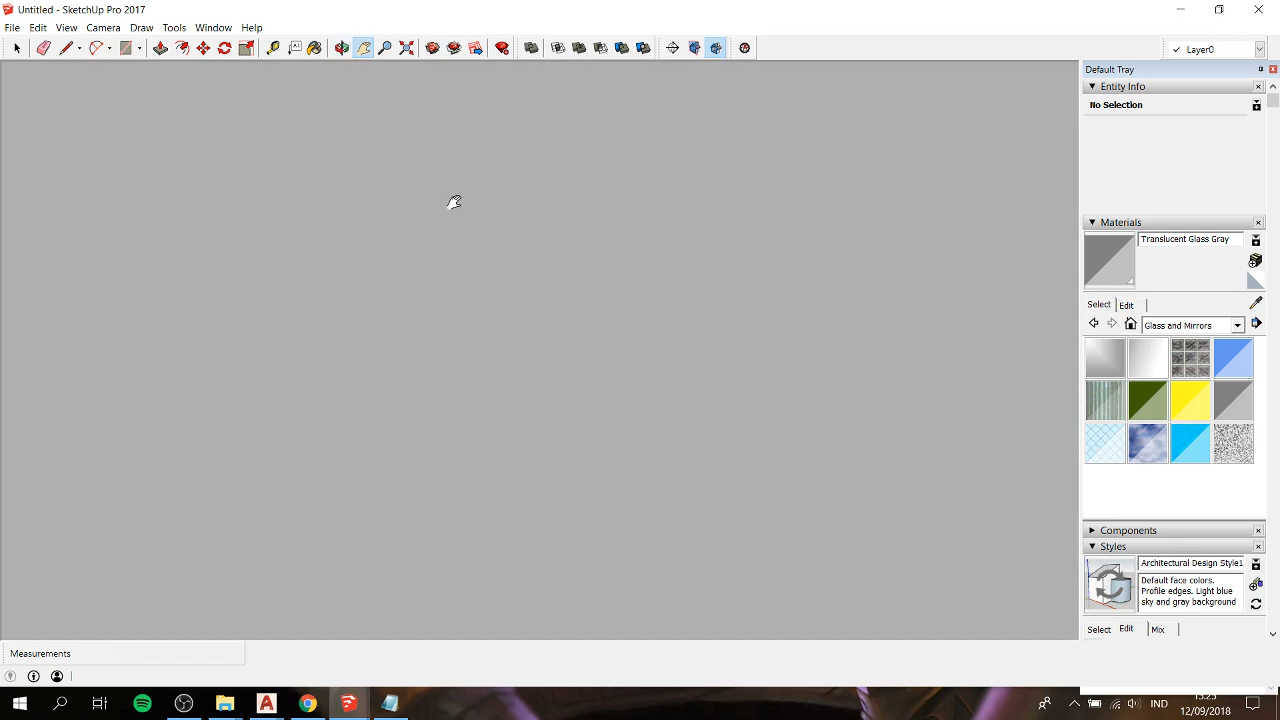 Untitled - SketchUp Pro 2017
File Edit View Camera Draw Tools Window Help
Layer0
Default Tray
Entity Info
No Selection
Materials
Translucent Glass Gray
Select Edit
Glass and Mirrors
Components
Styles
Architectural Design Style1
Default face colors.
Profile edges. Light blue
sky and gray background
Select Edit Mix
Measurements
IND
15:25
12/09/2018